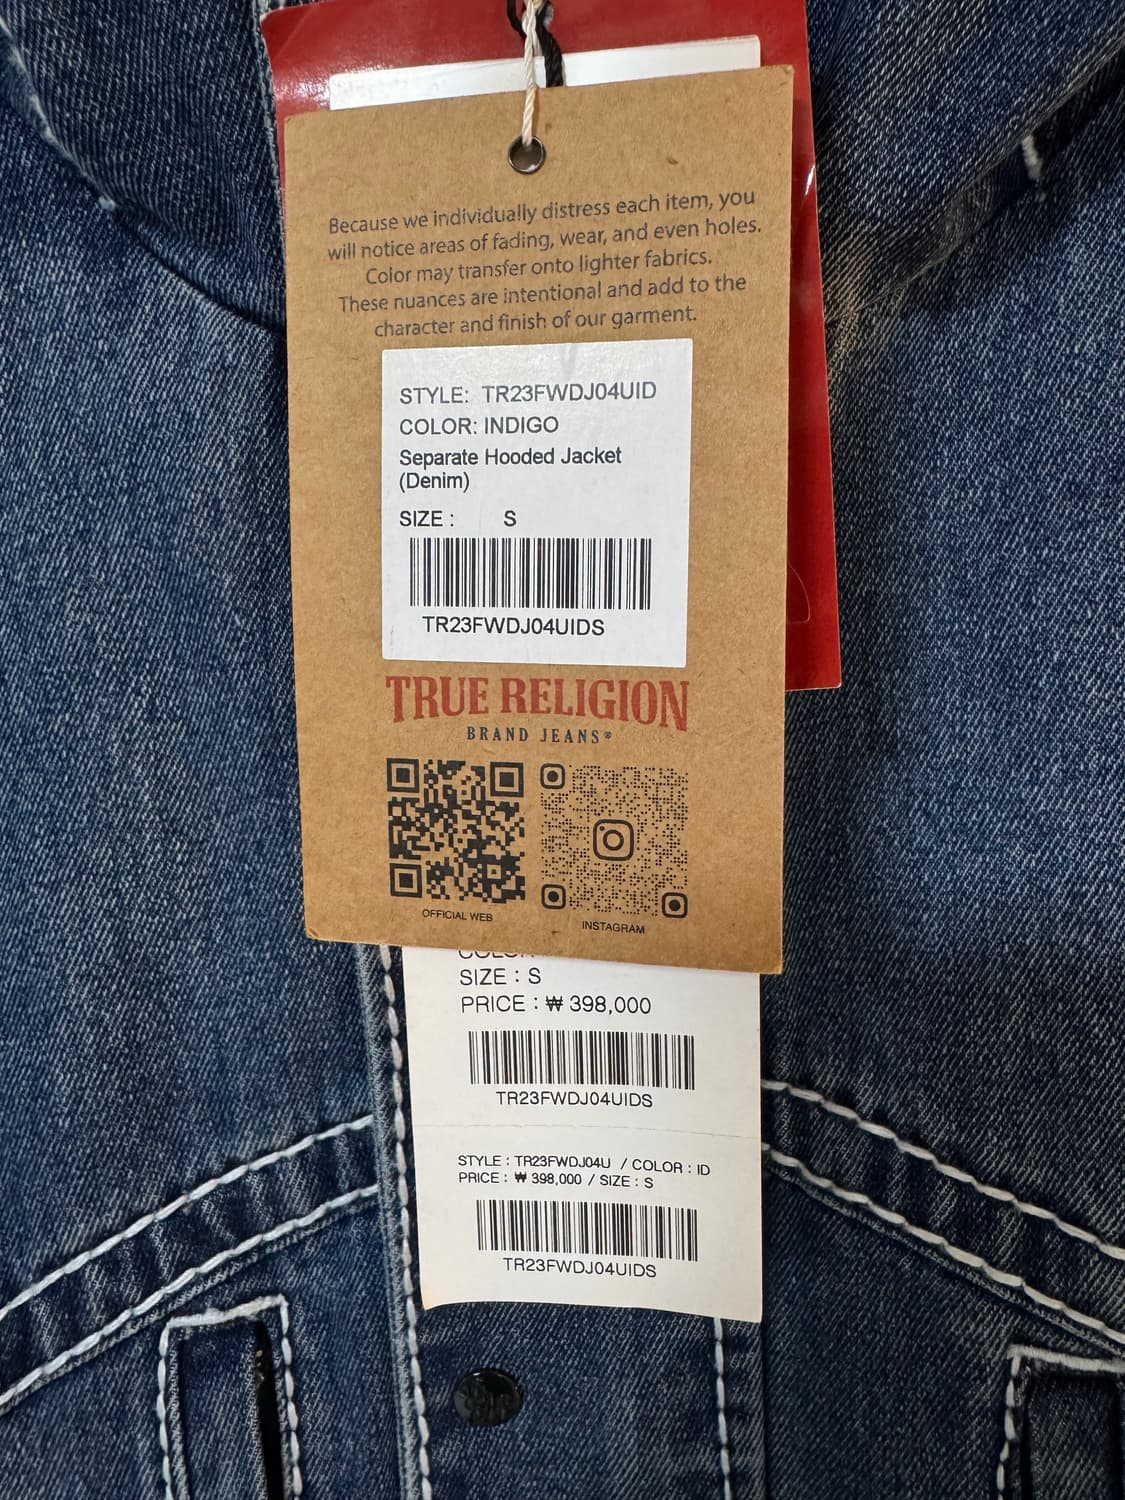 Because we individually distress each item, you
will notice areas of fading, wear, and even holes.
Color may transfer onto lighter fabrics.
These nuances are intentional and add to the
character and finish of our garment.
STYLE: TR23FWDJ04UID
COLOR: INDIGO
Separate Hooded Jacket
(Denim)
SIZE : S
TR23FWDJ04UIDS
TRUE RELIGION
BRAND JEANS®
OFFICIAL WEB
INSTAGRAM
SIZE : S
PRICE : ₩ 398,000
TR23FWDJ04UIDS
STYLE : TR23FWDJ04U / COLOR : ID
PRICE : ₩ 398,000 / SIZE : S
TR23FWDJ04UIDS